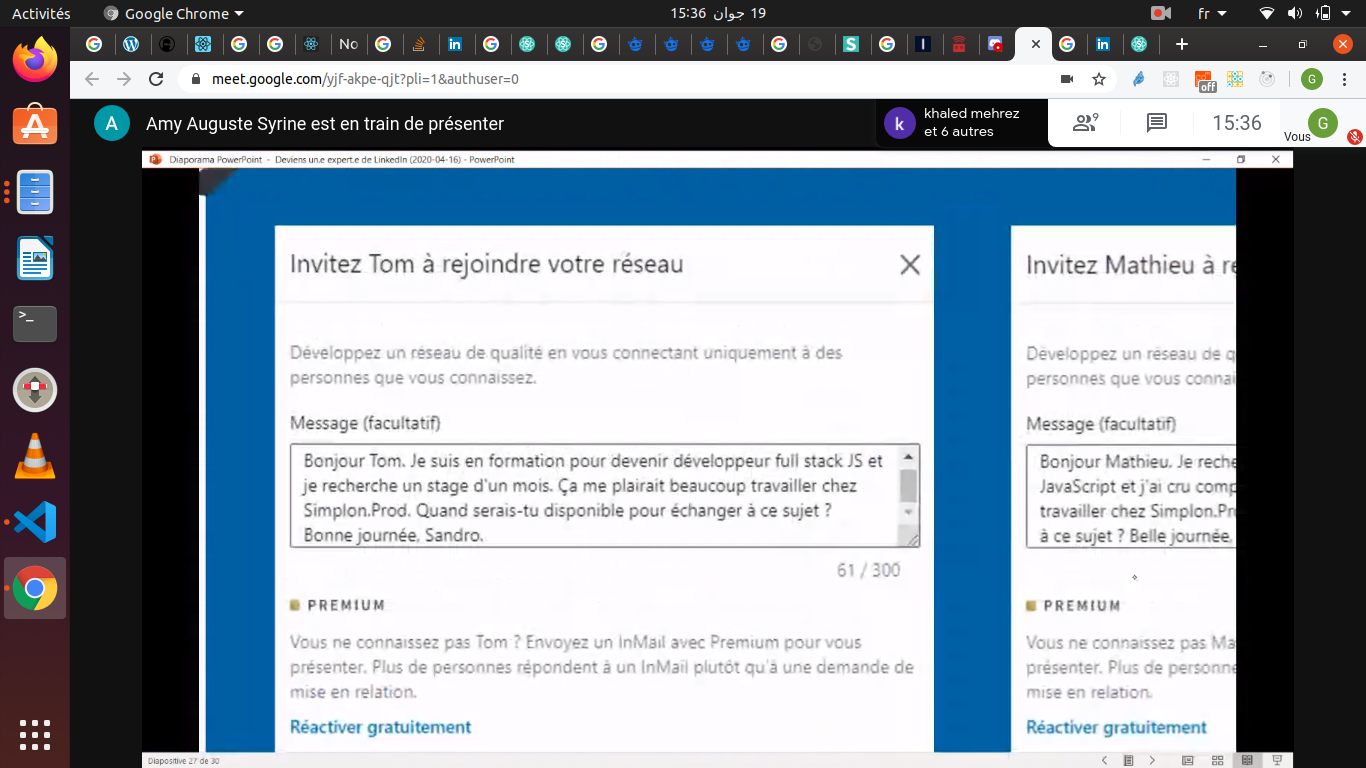 Activités
Google Chrome
19 جوان 15:36
fr
No
meet.google.com/yjf-akpe-qjt?pli=1&authuser=0
off
G
A
Amy Auguste Syrine est en train de présenter
k
khaled mehrez
et 6 autres
9
15:36
Vous
G
Diaporama PowerPoint - Deviens un.e expert.e de LinkedIn (2020-04-16) - PowerPoint
Invitez Tom à rejoindre votre réseau
Développez un réseau de qualité en vous connectant uniquement à des
personnes que vous connaissez.
Message (facultatif)
Bonjour Tom. Je suis en formation pour devenir développeur full stack JS et
je recherche un stage d'un mois. Ça me plairait beaucoup travailler chez
Simplon.Prod. Quand serais-tu disponible pour échanger à ce sujet ?
Bonne journée, Sandro.
61 / 300
PREMIUM
Vous ne connaissez pas Tom ? Envoyez un InMail avec Premium pour vous
présenter. Plus de personnes répondent à un InMail plutôt qu'à une demande de
mise en relation.
Réactiver gratuitement
Invitez Mathieu à re
Développez un réseau de q
personnes que vous connai
Message (facultatif)
Bonjour Mathieu. Je reche
JavaScript et j'ai cru comp
travailler chez Simplon.Pr
à ce sujet ? Belle journée,
PREMIUM
Vous ne connaissez pas Ma
présenter. Plus de personne
mise en relation.
Réactiver gratuitement
Diapositive 27 de 30